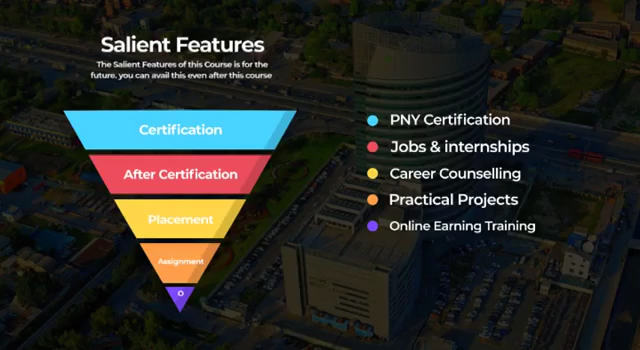 Salient Features
The Salient Features of this Course is for the
future. you can avail this even after this course
Certification
After Certification
Placement
Assignment
O
PNY Certification
Jobs & internships
Career Counselling
Practical Projects
Online Earning Training